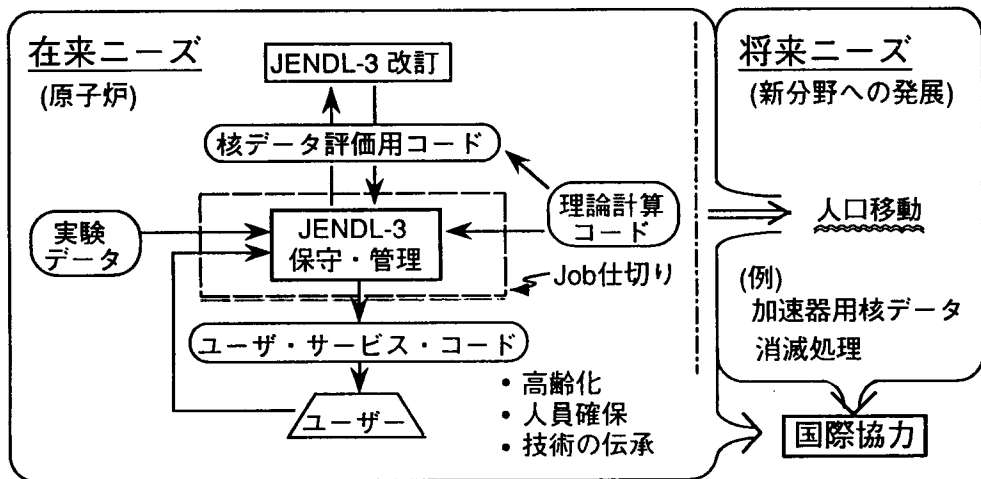 在来ニーズ
(原子炉)
JENDL-3 改訂
核データ評価用コード
実験
データ
JENDL-3
保守・管理
理論計算
コード
Job仕切り
ユーザ・サービス・コード
ユーザー
• 高齢化
• 人員確保
• 技術の伝承
将来ニーズ
(新分野への発展)
人口移動
(例)
加速器用核データ
消滅処理
国際協力